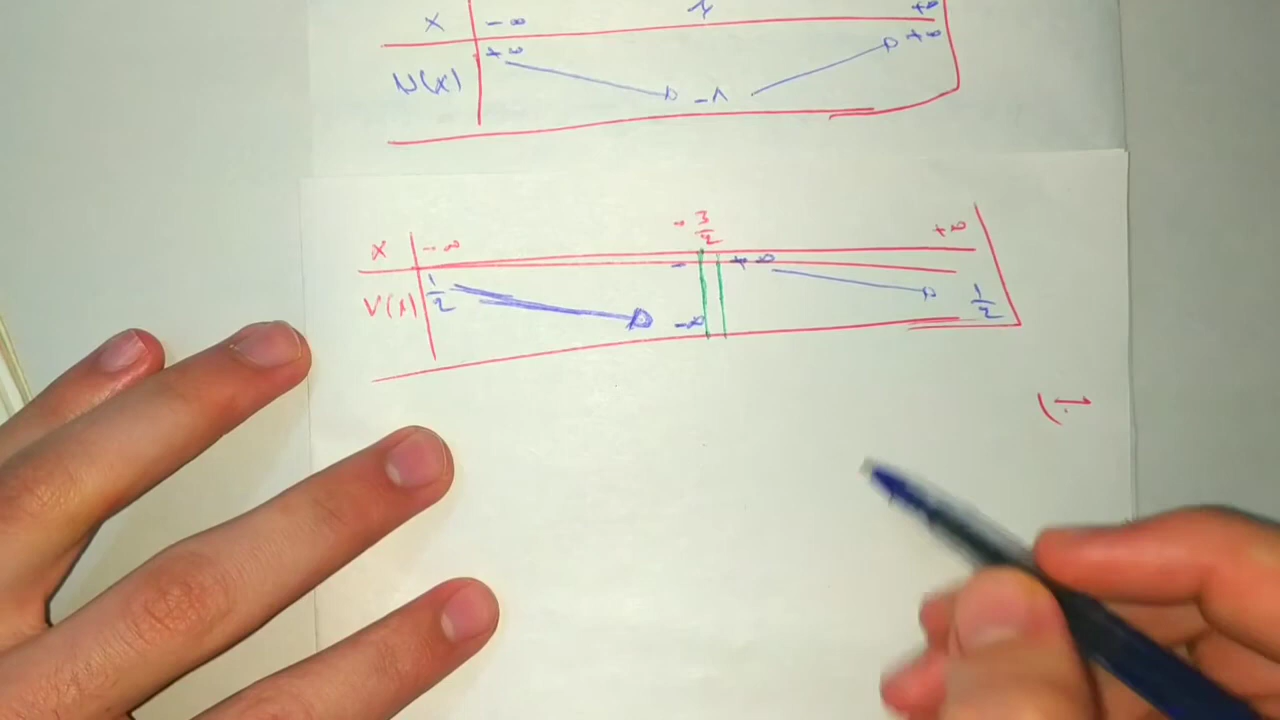 x -∞ 1 +∞
+∞ +∞
U(x) -1
x -∞ -3/2 +∞
- +∞
V(x) 1/2 -∞ 1/2